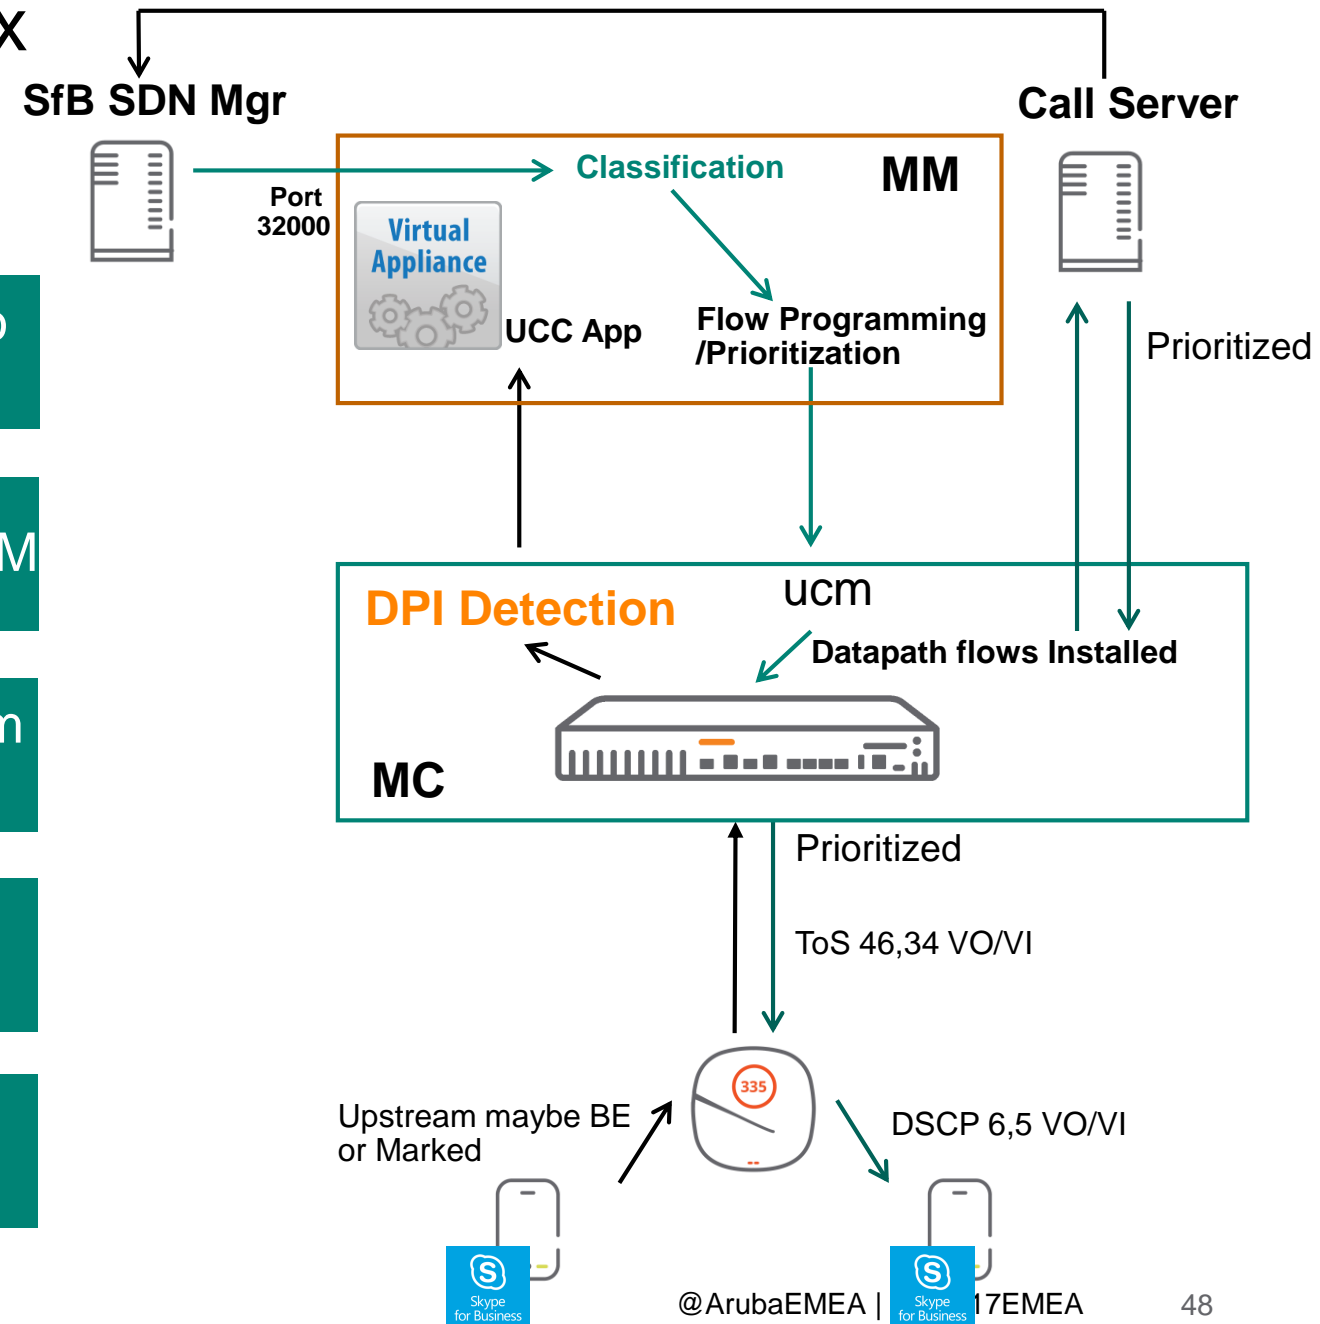 x
SfB SDN Mgr
Call Server
Port
32000
Classification
MM
Virtual
Appliance
UCC App
Flow Programming
/Prioritization
Prioritized
o
M
DPI Detection
ucm
Datapath flows Installed
m
MC
Prioritized
ToS 46,34 VO/VI
335
Upstream maybe BE
or Marked
DSCP 6,5 VO/VI
S
Skype
for Business
S
Skype
for Business
@ArubaEMEA |
17EMEA
48